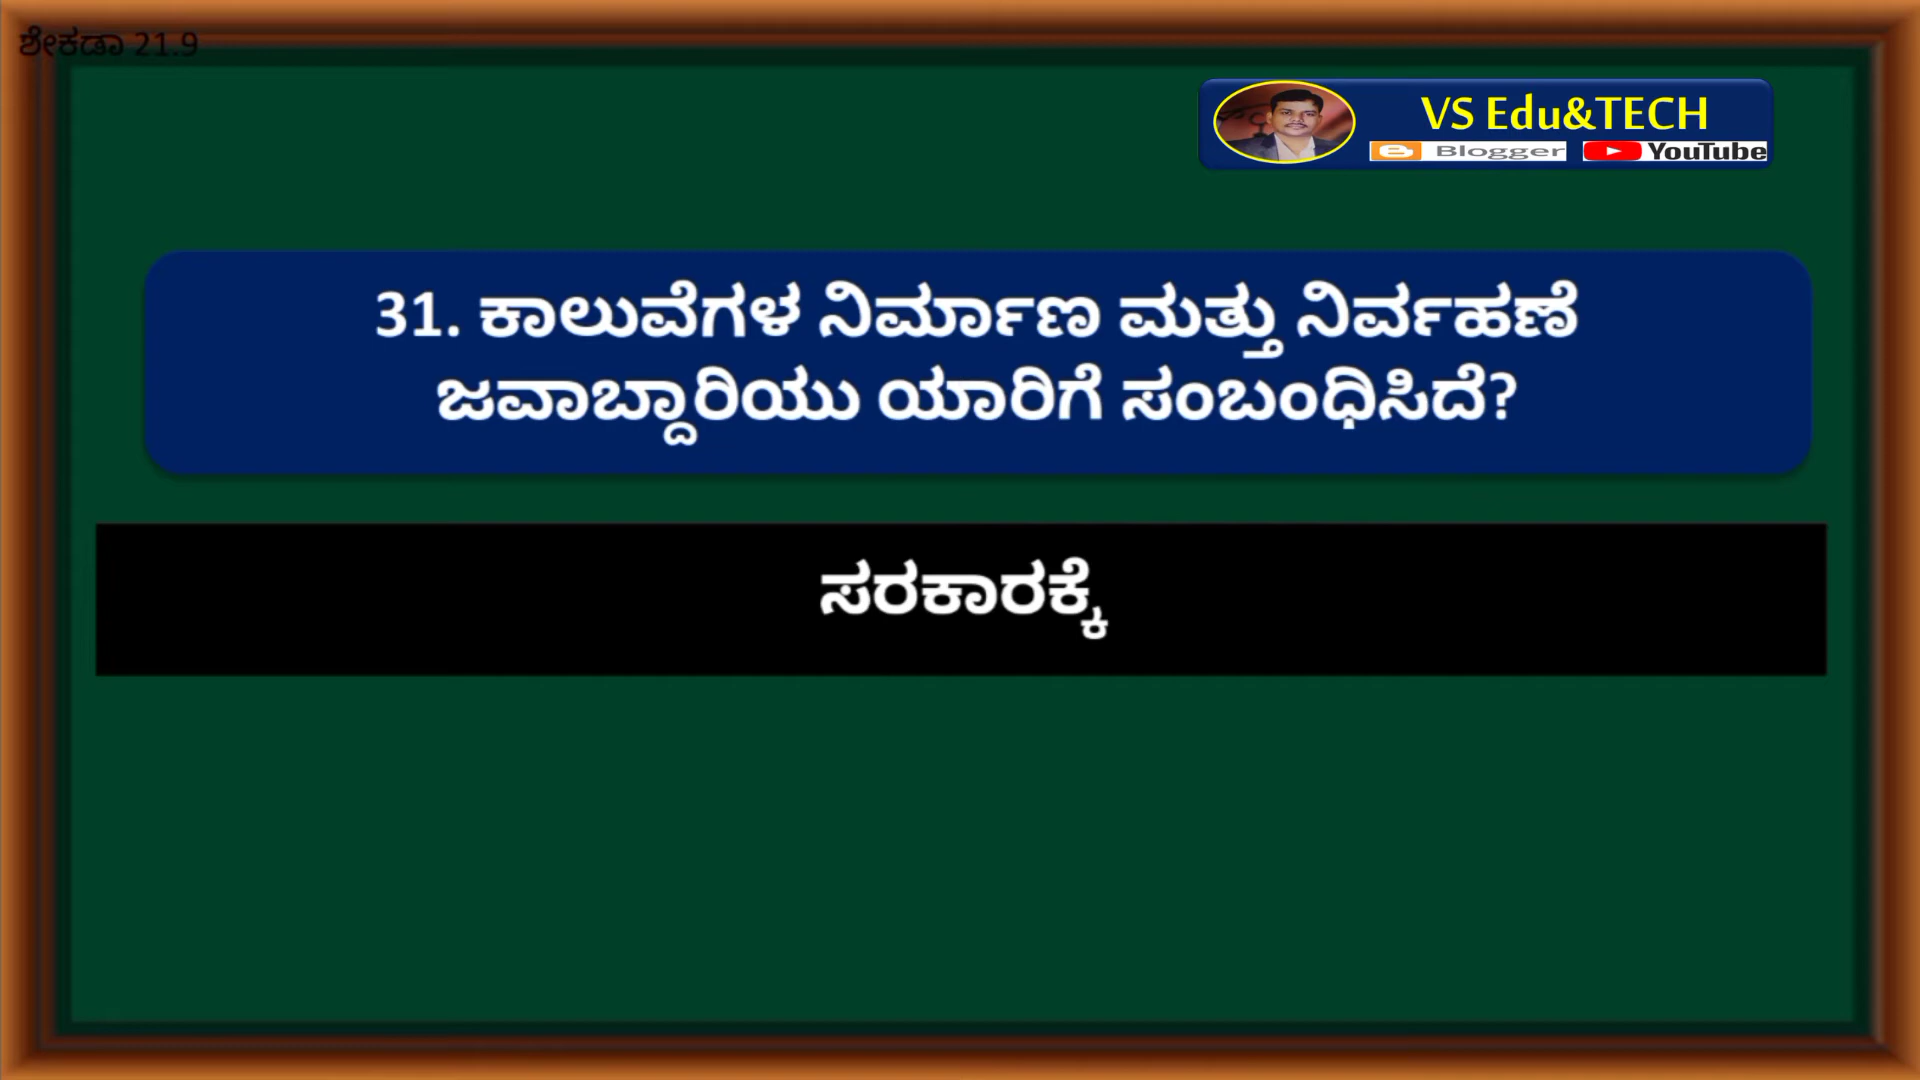 ಶೇಕಡಾ 21.9
VS Edu&TECH
Blogger YouTube
31. ಕಾಲುವೆಗಳ ನಿರ್ಮಾಣ ಮತ್ತು ನಿರ್ವಹಣೆ
ಜವಾಬ್ದಾರಿಯು ಯಾರಿಗೆ ಸಂಬಂಧಿಸಿದೆ?
ಸರಕಾರಕ್ಕೆ